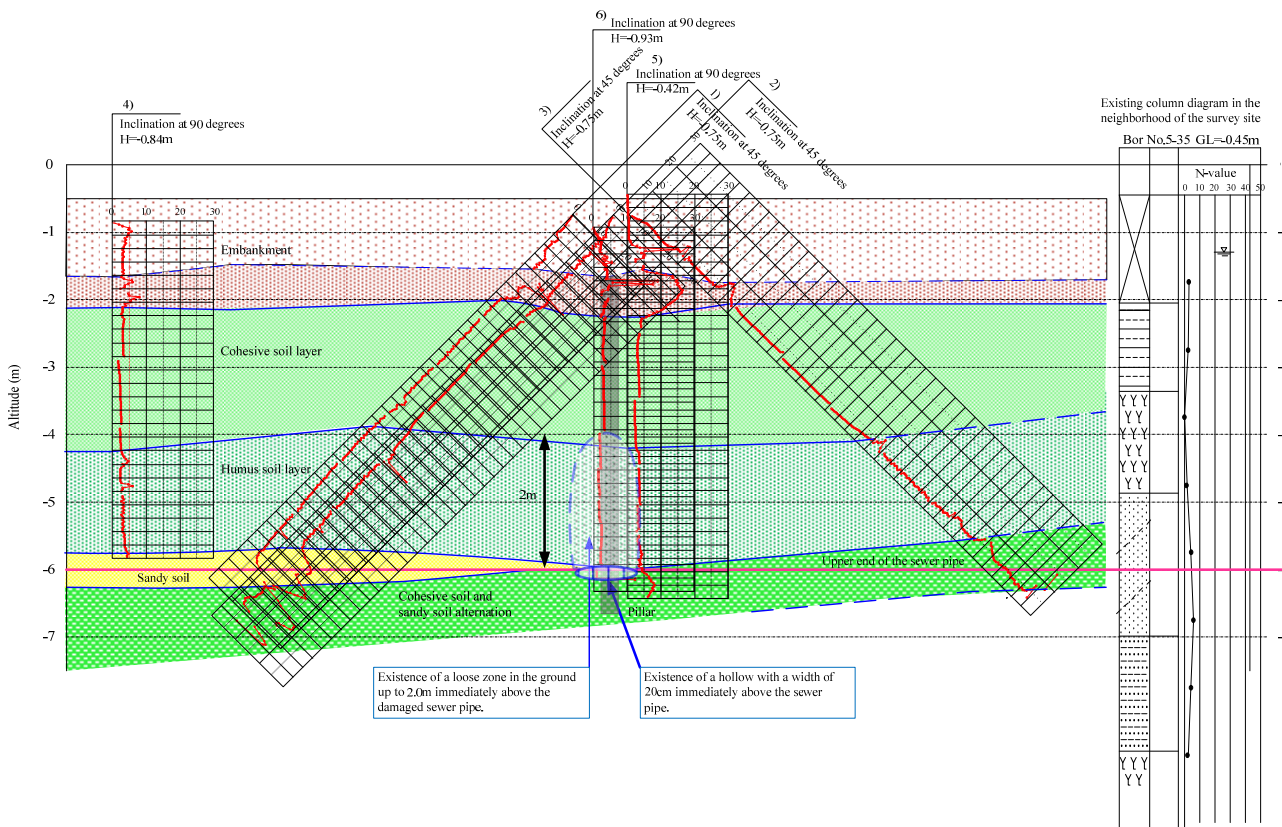 6)
Inclination at 90 degrees
H=-0.93m
5)
Inclination at 90 degrees
H=-0.42m
4)
Inclination at 90 degrees
H=-0.84m
3)
Inclination at 45 degrees
H=-0.75m
1)
Inclination at 45 degrees
H=-0.75m
2)
Inclination at 45 degrees
H=-0.75m
Existing column diagram in the
neighborhood of the survey site
Bor No.5-35 GL=-0.45m
N-value
0 10 20 30 40 50
Altitude (m)
0
-1
-2
-3
-4
-5
-6
-7
0 10 20 30
0 10 20 30
Embankment
Cohesive soil layer
Humus soil layer
2m
Sandy soil
Cohesive soil and
sandy soil alternation
Upper end of the sewer pipe
Pillar
Existence of a loose zone in the ground
up to 2.0m immediately above the
damaged sewer pipe.
Existence of a hollow with a width of
20cm immediately above the sewer
pipe.